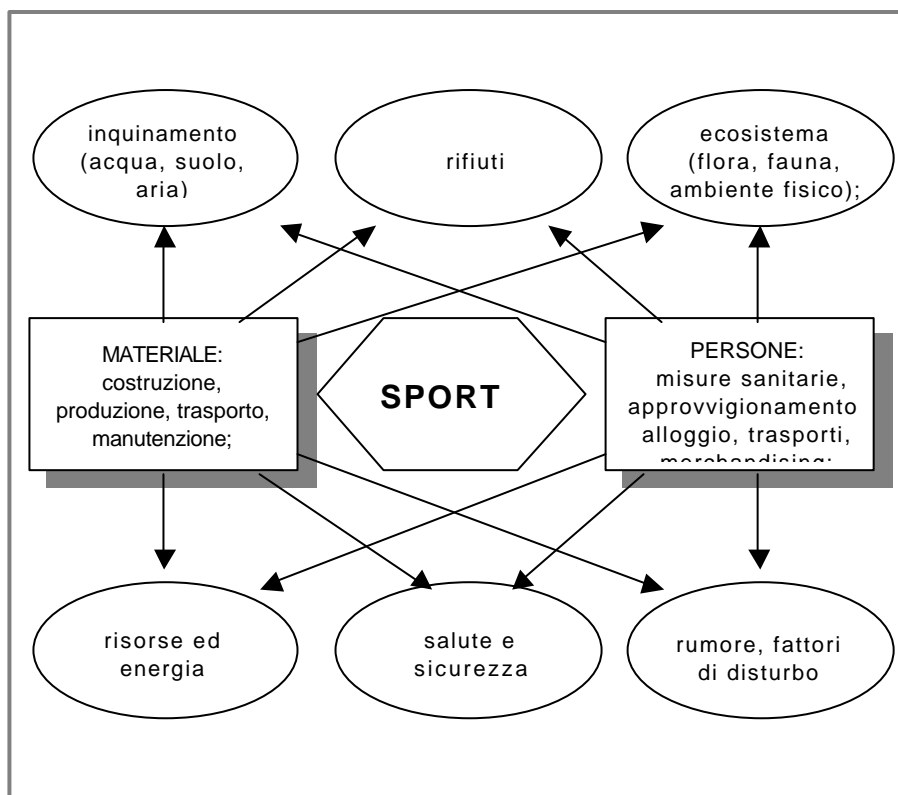 inquinamento
(acqua, suolo,
aria)
rifiuti
ecosistema
(flora, fauna,
ambiente fisico);
MATERIALE:
costruzione,
produzione, trasporto,
manutenzione;
SPORT
PERSONE:
misure sanitarie,
approvvigionamento
alloggio, trasporti,
merchandising;
risorse ed
energia
salute e
sicurezza
rumore, fattori
di disturbo